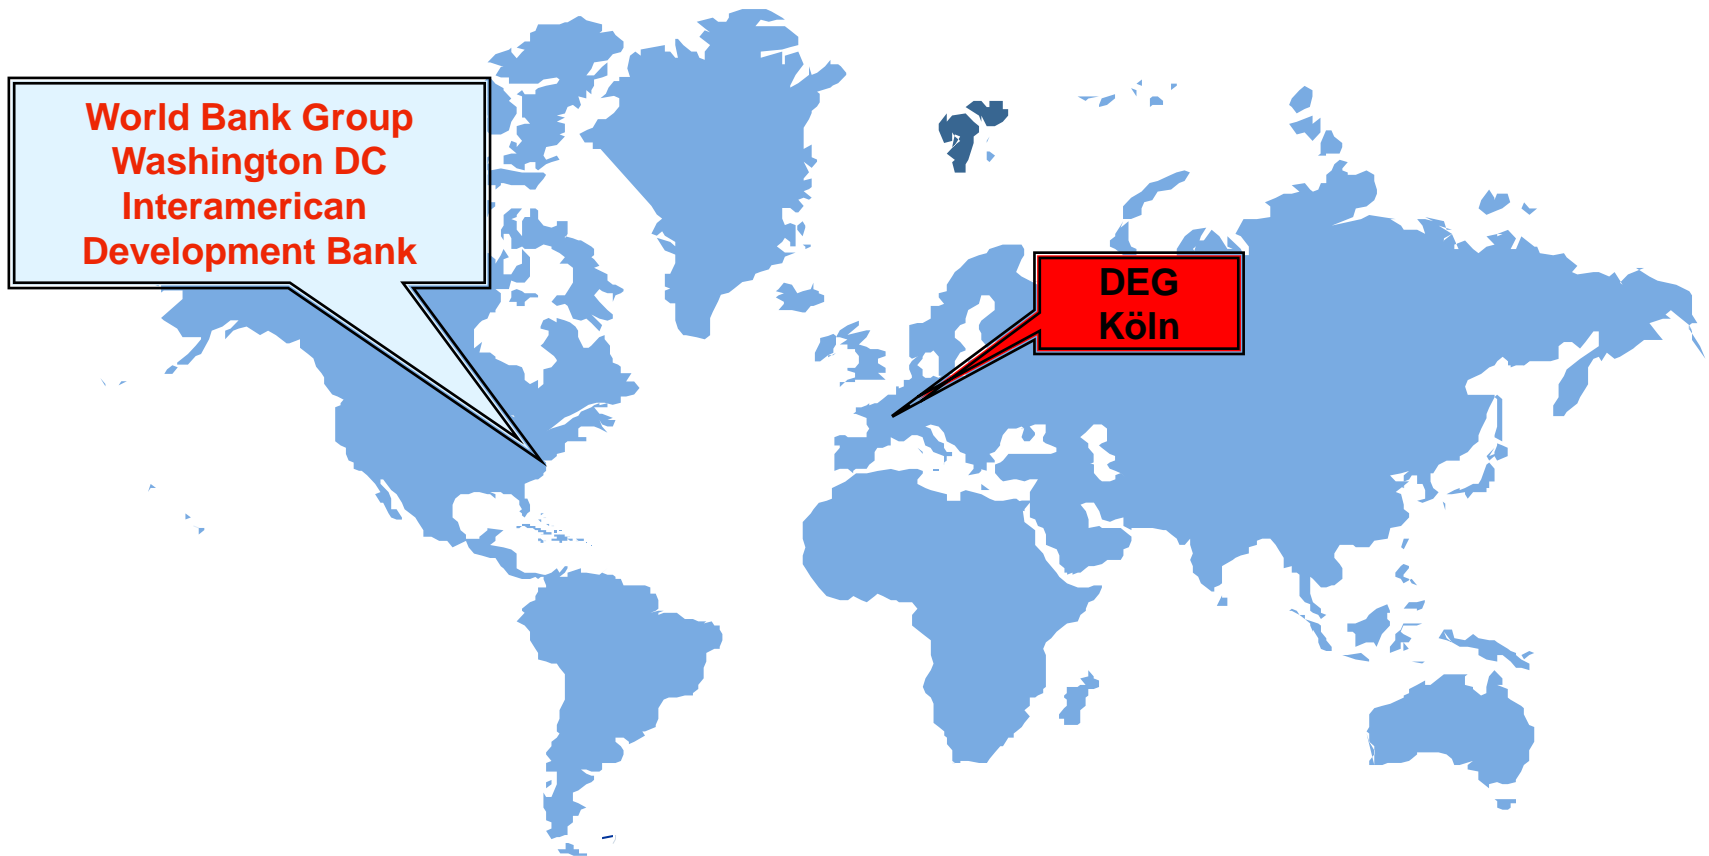 World Bank Group
Washington DC
Interamerican
Development Bank
DEG
Köln